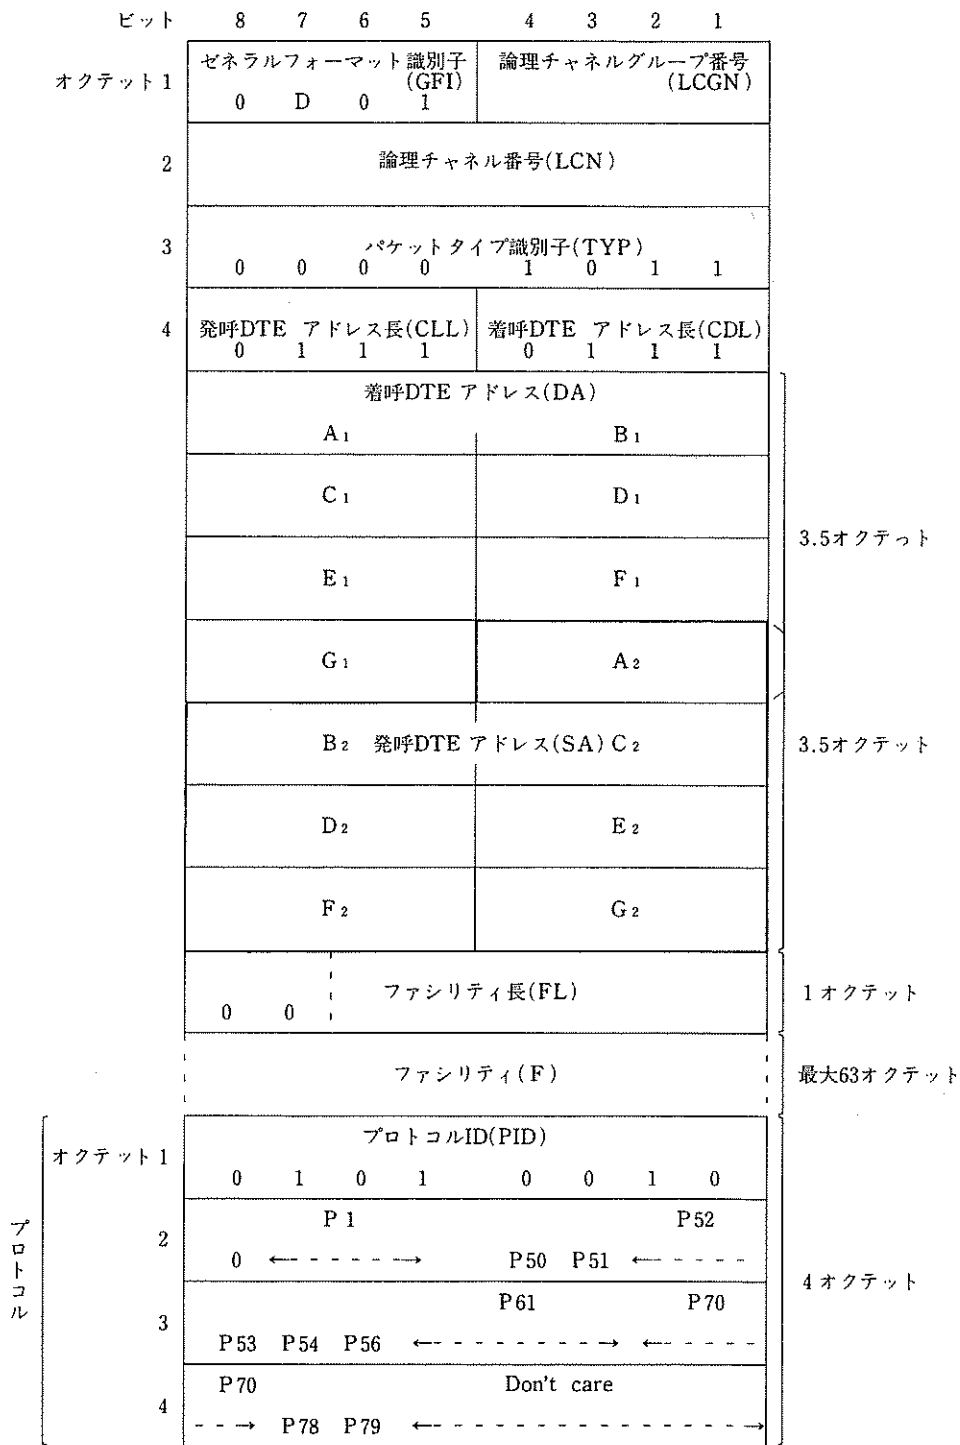 ビット 8 7 6 5 4 3 2 1
オクテット1 ゼネラルフォーマット識別子 論理チャネルグループ番号
(GFI) (LCGN)
0 D 0 1
2 論理チャネル番号(LCN)
3 パケットタイプ識別子(TYP)
0 0 0 0 1 0 1 1
4 発呼DTE アドレス長(CLL) 着呼DTE アドレス長(CDL)
0 1 1 1 0 1 1 1
着呼DTE アドレス(DA)
A1 B1
C1 D1
3.5オクテっト
E1 F1
G1 A2
B2 発呼DTE アドレス(SA) C2 3.5オクテット
D2 E2
F2 G2
ファシリティ長(FL) 1オクテット
0 0
ファシリティ(F) 最大63オクテット
プロトコル
オクテット1 プロトコルID(PID)
0 1 0 1 0 0 1 0
2 P1 P52
0 P50 P51
4オクテット
3 P61 P70
P53 P54 P56
4 P70 Don't care
P78 P79